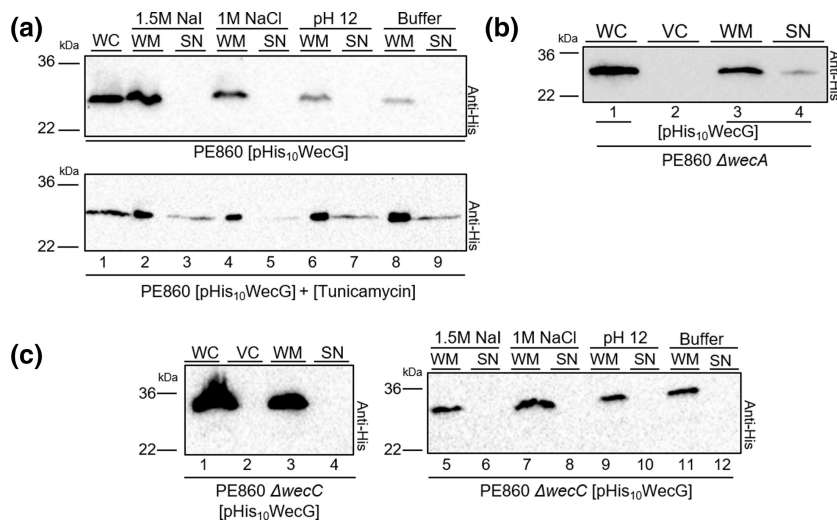 (a)
1.5M NaI 1M NaCl pH 12 Buffer
kDa WC WM SN WM SN WM SN WM SN
36
22
Anti-His
PE860 [pHis₁₀WecG]
kDa
36
22
Anti-His
1 2 3 4 5 6 7 8 9
PE860 [pHis₁₀WecG] + [Tunicamycin]
(b)
kDa WC VC WM SN
36
22
Anti-His
1 2 3 4
[pHis₁₀WecG]
PE860 ΔwecA
(c)
kDa WC VC WM SN
36
22
Anti-His
1 2 3 4
PE860 ΔwecC
[pHis₁₀WecG]
1.5M NaI 1M NaCl pH 12 Buffer
kDa WM SN WM SN WM SN WM SN
36
22
Anti-His
5 6 7 8 9 10 11 12
PE860 ΔwecC [pHis₁₀WecG]